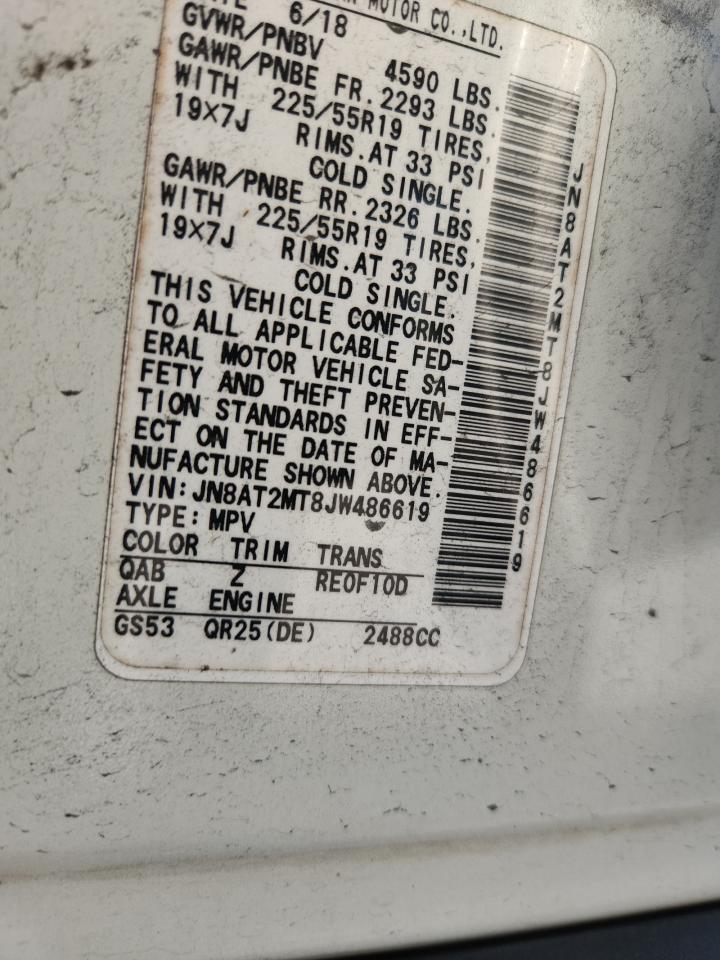 6/18 MOTOR CO.,LTD.
GVWR/PNBV 4590 LBS.
GAWR/PNBE FR. 2293 LBS.
WITH 225/55R19 TIRES,
19×7J RIMS.AT 33 PSI
COLD SINGLE.
GAWR/PNBE RR. 2326 LBS.
WITH 225/55R19 TIRES,
19×7J RIMS.AT 33 PSI
COLD SINGLE.
THIS VEHICLE CONFORMS
TO ALL APPLICABLE FED-
ERAL MOTOR VEHICLE SA-
FETY AND THEFT PREVEN-
TION STANDARDS IN EFF-
ECT ON THE DATE OF MA-
NUFACTURE SHOWN ABOVE.
VIN:JN8AT2MT8JW486619
TYPE:MPV
COLOR TRIM TRANS
QAB Z RE0F10D
AXLE ENGINE
GS53 QR25(DE) 2488CC
JN8AT2MT8JW486619